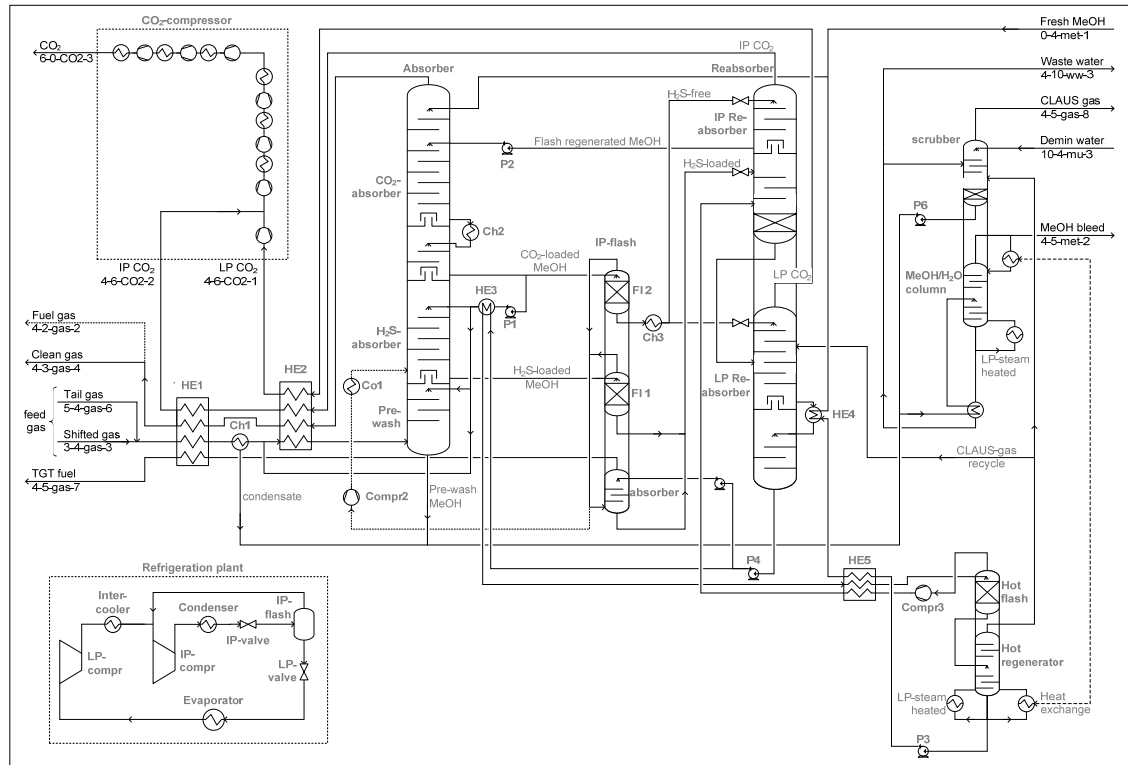 CO2-compressor
CO2
6-0-CO2-3
Fresh MeOH
0-4-met-1
IP CO2
Waste water
4-10-ww-3
Absorber
Reabsorber
H2S-free
CLAUS gas
4-5-gas-8
IP Re-
absorber
scrubber
Demin water
10-4-mu-3
Flash regenerated MeOH
P2
H2S-loaded
CO2-
absorber
P6
MeOH bleed
4-5-met-2
Ch2
IP-flash
CO2-loaded
MeOH
LP CO2
IP CO2
4-6-CO2-2
LP CO2
4-6-CO2-1
MeOH/H2O
column
HE3
P1
Fl 2
Ch3
Fuel gas
4-2-gas-2
H2S-
absorber
LP-steam
heated
Clean gas
4-3-gas-4
H2S-loaded
MeOH
LP Re-
absorber
HE1
HE2
Co1
Fl 1
feed
gas
Tail gas
5-4-gas-6
Ch1
Pre-
wash
HE4
Shifted gas
3-4-gas-3
CLAUS-gas
recycle
TGT fuel
4-5-gas-7
condensate
Compr2
Pre-wash
MeOH
absorber
P4
HE5
Refrigeration plant
Compr3
Hot
flash
Inter-
cooler
Condenser
IP-
flash
IP-valve
LP-
compr
IP-
compr
LP-
valve
Hot
regenerator
Evaporator
LP-steam
heated
Heat
exchange
P3